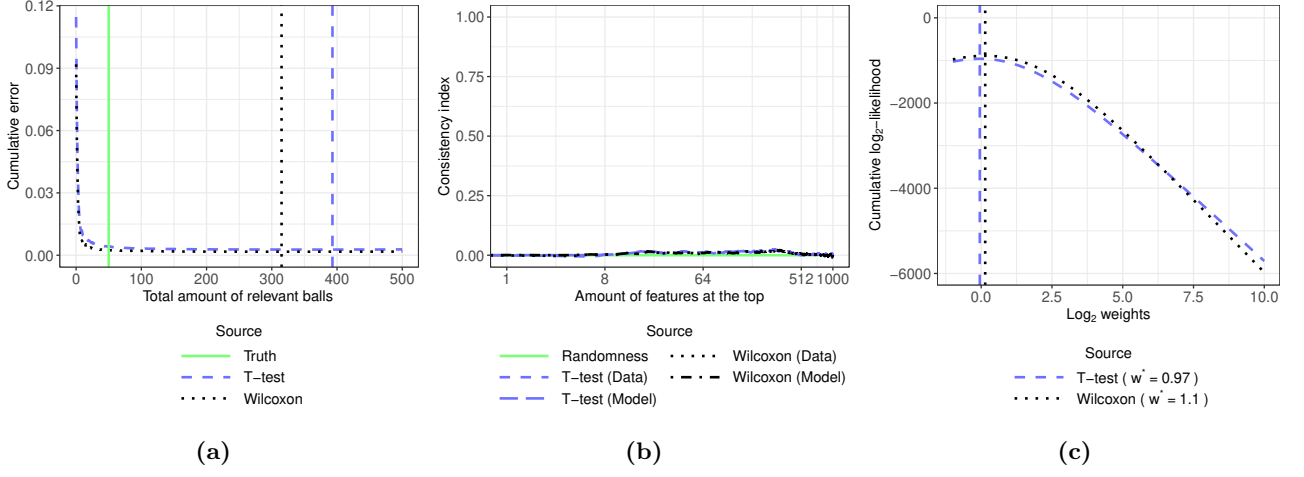 0.12
0.09
0.06
0.03
0.00
Cumulative error
0 100 200 300 400 500
Total amount of relevant balls
Source
Truth
T−test
Wilcoxon
(a)
1.00
0.75
0.50
0.25
0.00
Consistency index
1 8 64 512 1000
Amount of features at the top
Source
Randomness
T−test (Data)
T−test (Model)
Wilcoxon (Data)
Wilcoxon (Model)
(b)
0
−2000
−4000
−6000
Cumulative log₂−likelihood
0.0 2.5 5.0 7.5 10.0
Log₂ weights
Source
T−test ( w* = 0.97 )
Wilcoxon ( w* = 1.1 )
(c)